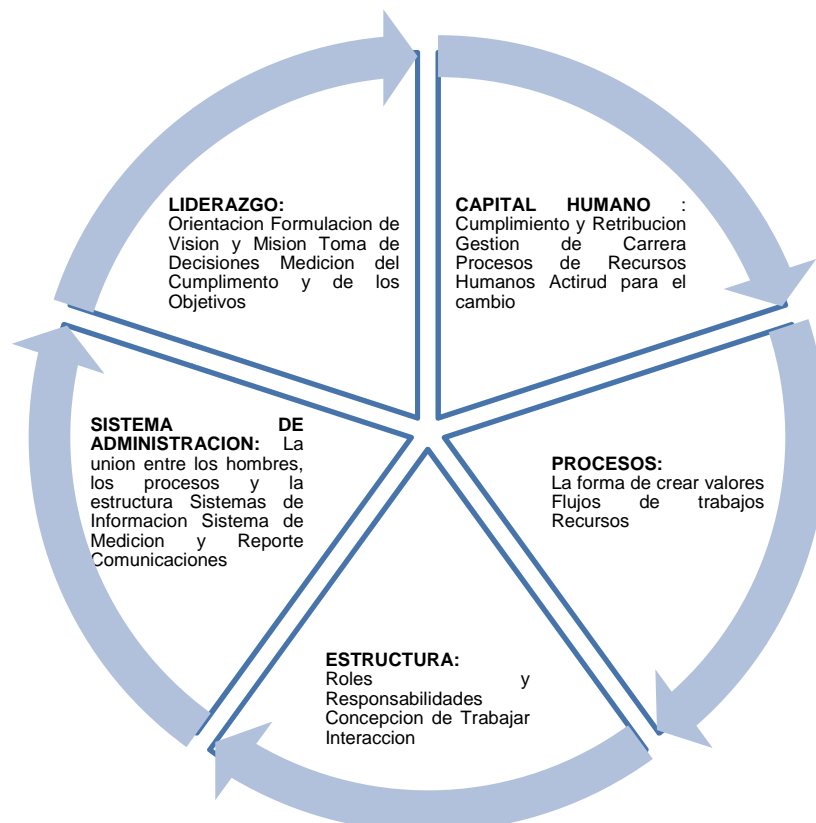 LIDERAZGO:
Orientacion Formulacion de
Vision y Mision Toma de
Decisiones Medicion del
Cumplimento y de los
Objetivos
CAPITAL HUMANO :
Cumplimiento y Retribucion
Gestion de Carrera
Procesos de Recursos
Humanos Actirud para el
cambio
PROCESOS:
La forma de crear valores
Flujos de trabajos
Recursos
ESTRUCTURA:
Roles y
Responsabilidades
Concepcion de Trabajar
Interaccion
SISTEMA DE
ADMINISTRACION: La
union entre los hombres,
los procesos y la
estructura Sistemas de
Informacion Sistema de
Medicion y Reporte
Comunicaciones